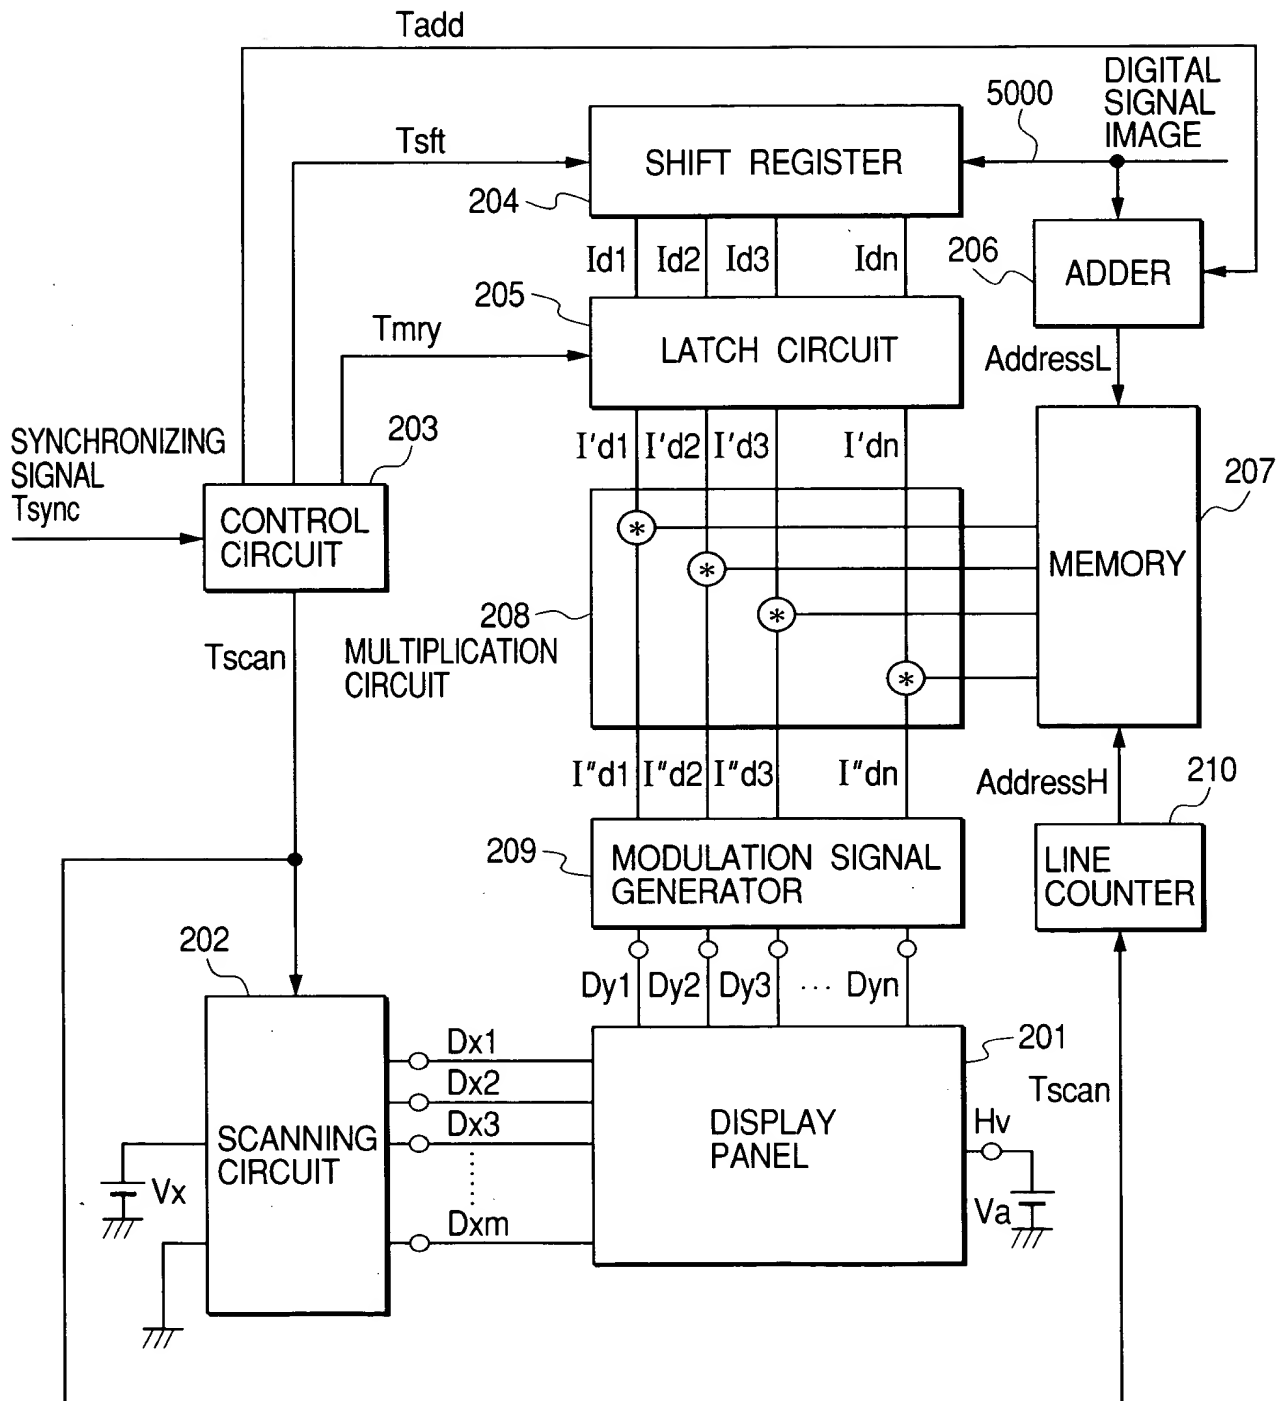 Tadd
DIGITAL
SIGNAL
IMAGE
5000
Tsft
SHIFT REGISTER
204
Id1 Id2 Id3 Idn
206
ADDER
205
Tmry
LATCH CIRCUIT
AddressL
SYNCHRONIZING
SIGNAL
Tsync
203
I'd1 I'd2 I'd3 I'dn
207
CONTROL
CIRCUIT
*
*
*
*
MEMORY
208
MULTIPLICATION
CIRCUIT
Tscan
I"d1 I"d2 I"d3 I"dn
AddressH
210
209
MODULATION SIGNAL
GENERATOR
LINE
COUNTER
202
Dy1 Dy2 Dy3 ... Dyn
201
Dx1
Dx2
Dx3
Dxm
SCANNING
CIRCUIT
DISPLAY
PANEL
Tscan
Hv
Vx
Va